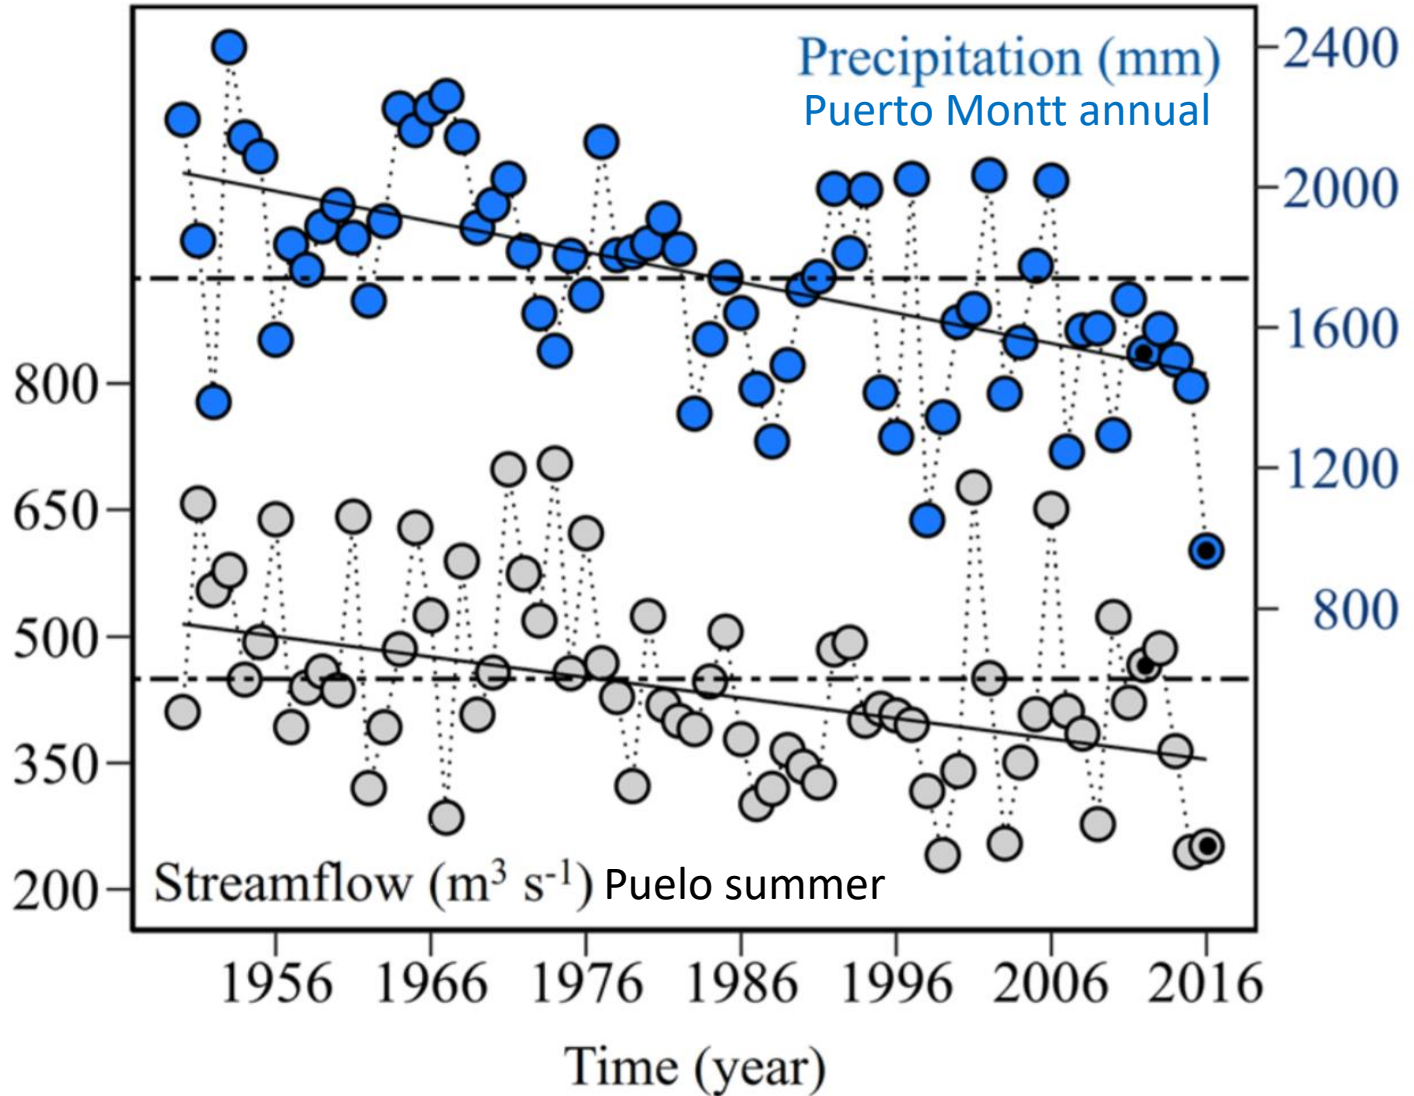 Precipitation (mm)
Puerto Montt annual
2400
2000
1600
1200
800
800
650
500
350
200
Streamflow (m³ s⁻¹) Puelo summer
1956 1966 1976 1986 1996 2006 2016
Time (year)